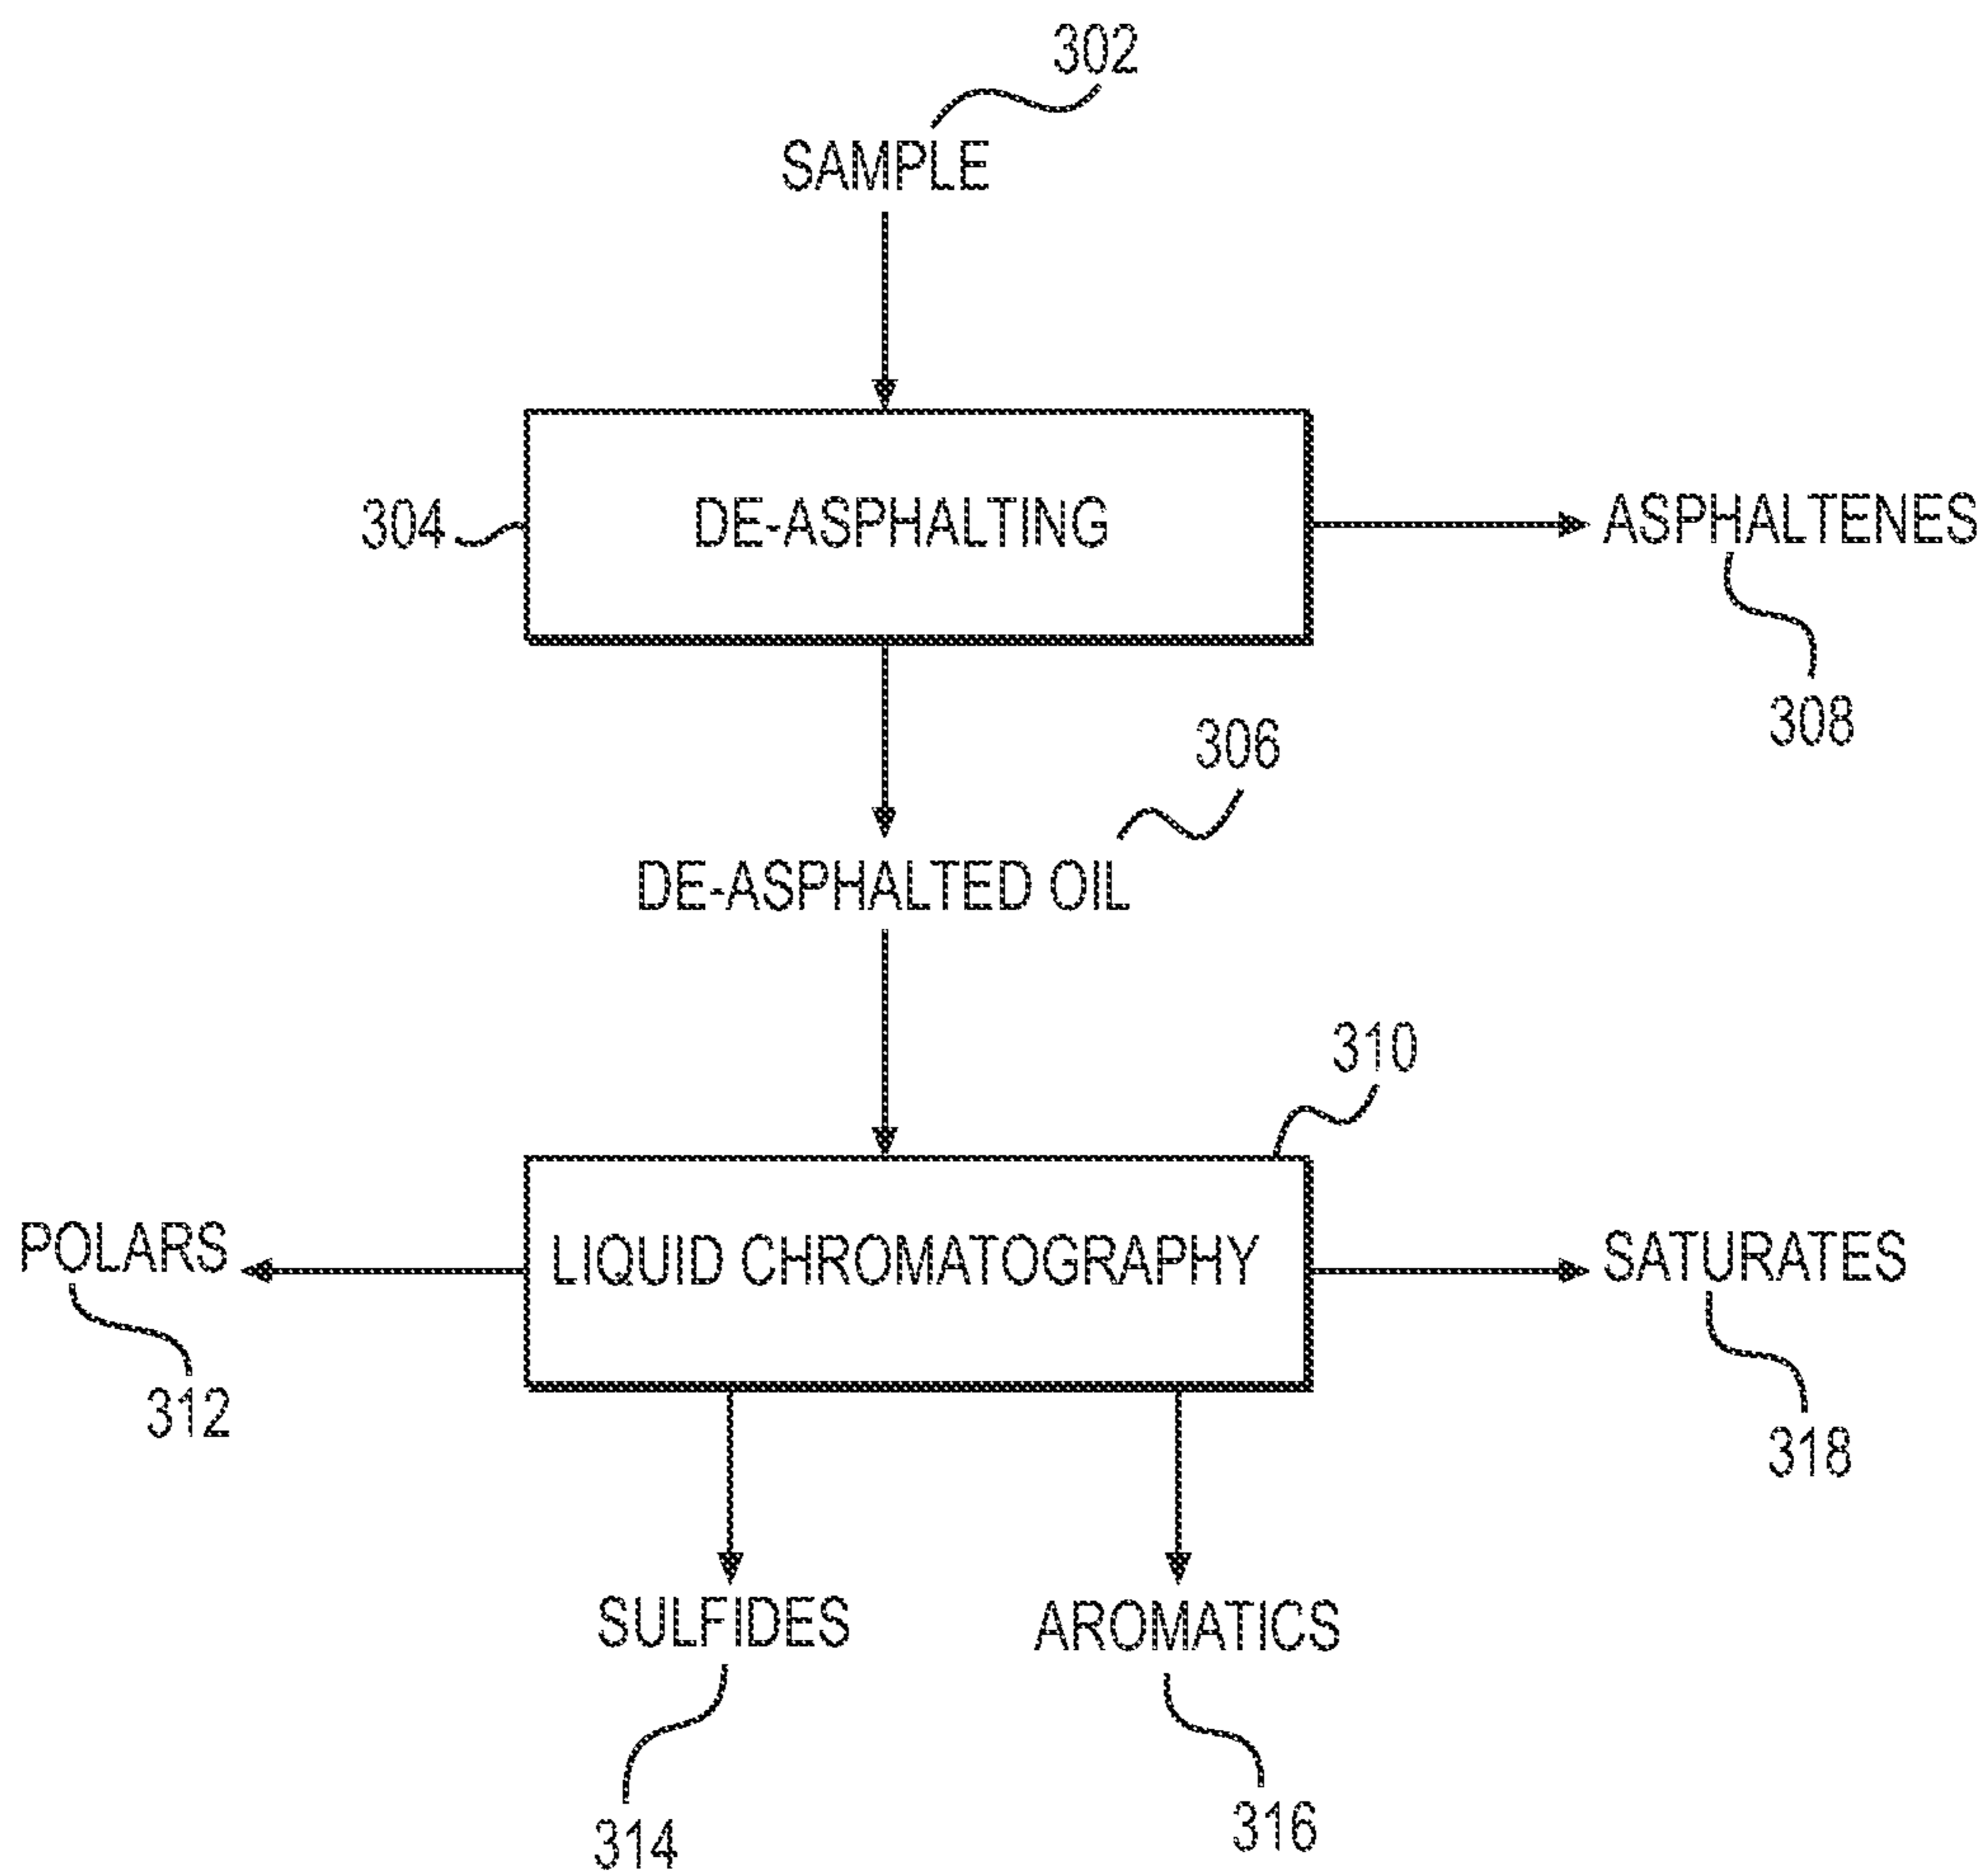 302
SAMPLE
304
DE-ASPHALTING
ASPHALTENES
308
306
DE-ASPHALTED OIL
310
POLARS
LIQUID CHROMATOGRAPHY
SATURATES
312
318
SULFIDES
AROMATICS
314
316